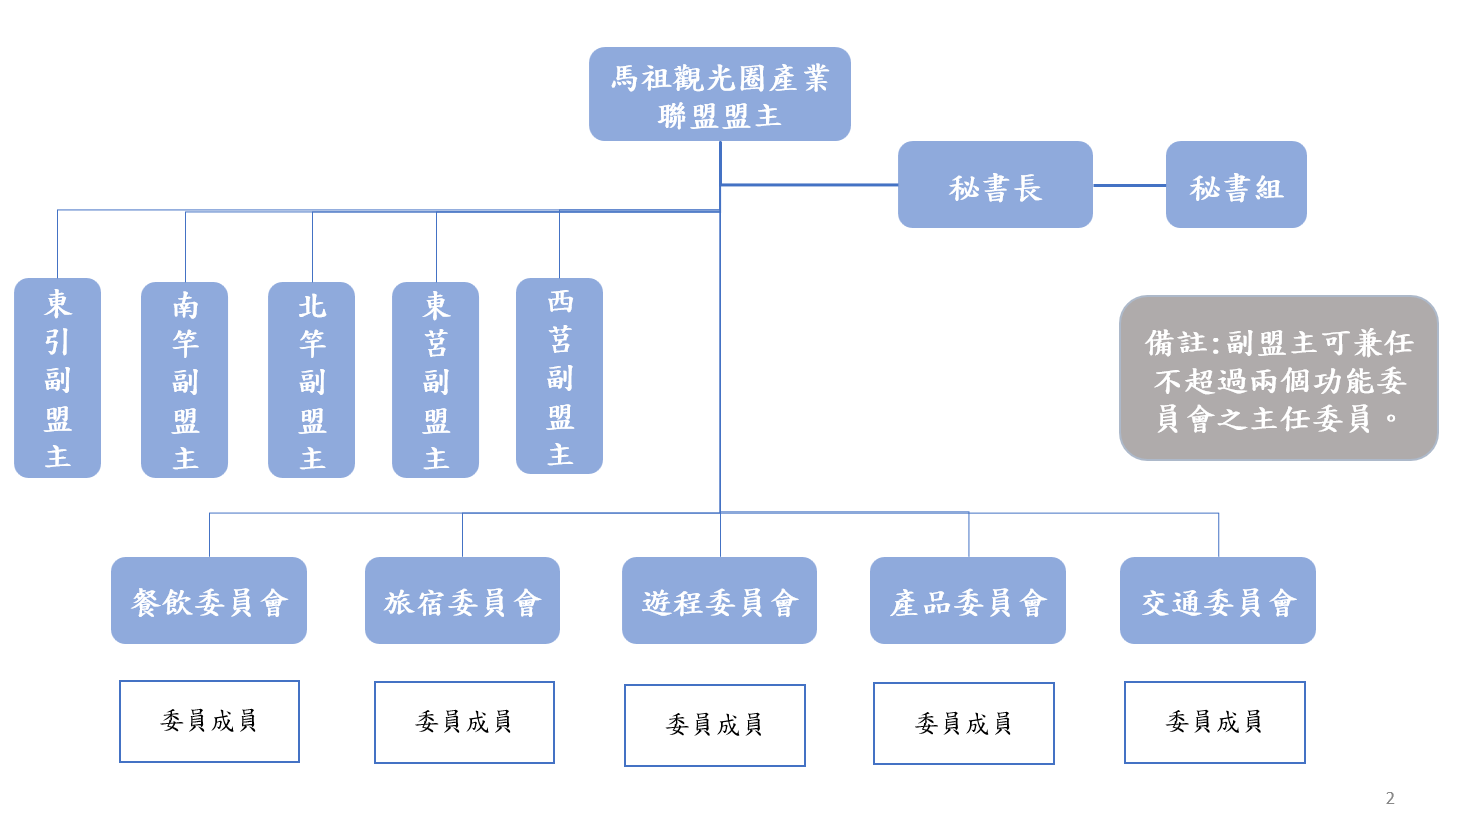 馬祖觀光圈產業
聯盟盟主
秘書長
秘書組
東引副盟主
南竿副盟主
北竿副盟主
東莒副盟主
西莒副盟主
備註:副盟主可兼任
不超過兩個功能委
員會之主任委員。
餐飲委員會
旅宿委員會
遊程委員會
產品委員會
交通委員會
委員成員
委員成員
委員成員
委員成員
委員成員
2